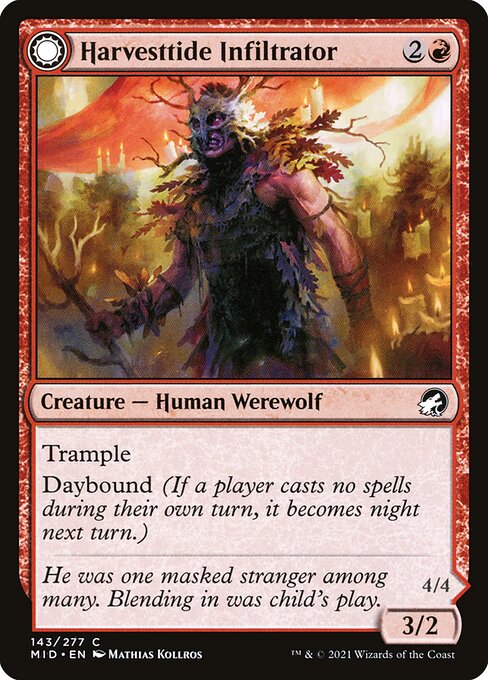 Harvesttide Infiltrator 2
Creature — Human Werewolf
Trample
Daybound (If a player casts no spells
during their own turn, it becomes night
next turn.)
He was one masked stranger among
many. Blending in was child's play.
4/4
3/2
143/277 C
MID • EN Mathias Kollros
™ & © 2021 Wizards of the Coast